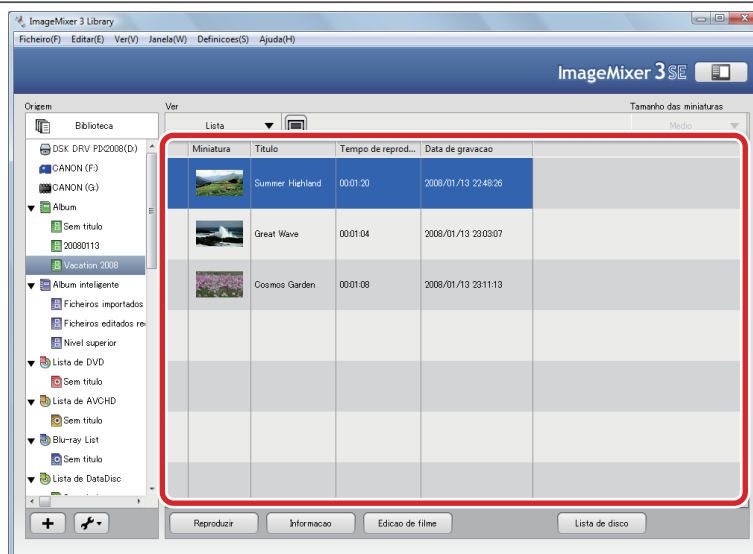 ImageMixer 3 Library
Ficheiro(F) Editar(E) Ver(V) Janela(W) Definicoes(S) Ajuda(H)
ImageMixer 3 SE
Origem
Biblioteca
DSK DRV PDX2008(D:)
CANON (F:)
CANON (G:)
Album
Sem titulo
20080113
Vacation 2008
Album inteligente
Ficheiros importados
Ficheiros editados re
Nivel superior
Lista de DVD
Sem titulo
Lista de AVCHD
Sem titulo
Blu-ray List
Sem titulo
Lista de DataDisc
Ver
Lista
Tamanho das miniaturas
Medio
Miniatura Titulo Tempo de reprod... Data de gravacao
Summer Highland 00:01:20 2008/01/13 22:48:26
Great Wave 00:01:04 2008/01/13 23:03:07
Cosmos Garden 00:01:08 2008/01/13 23:11:13
Reproduzir Informacao Edicao de filme Lista de disco